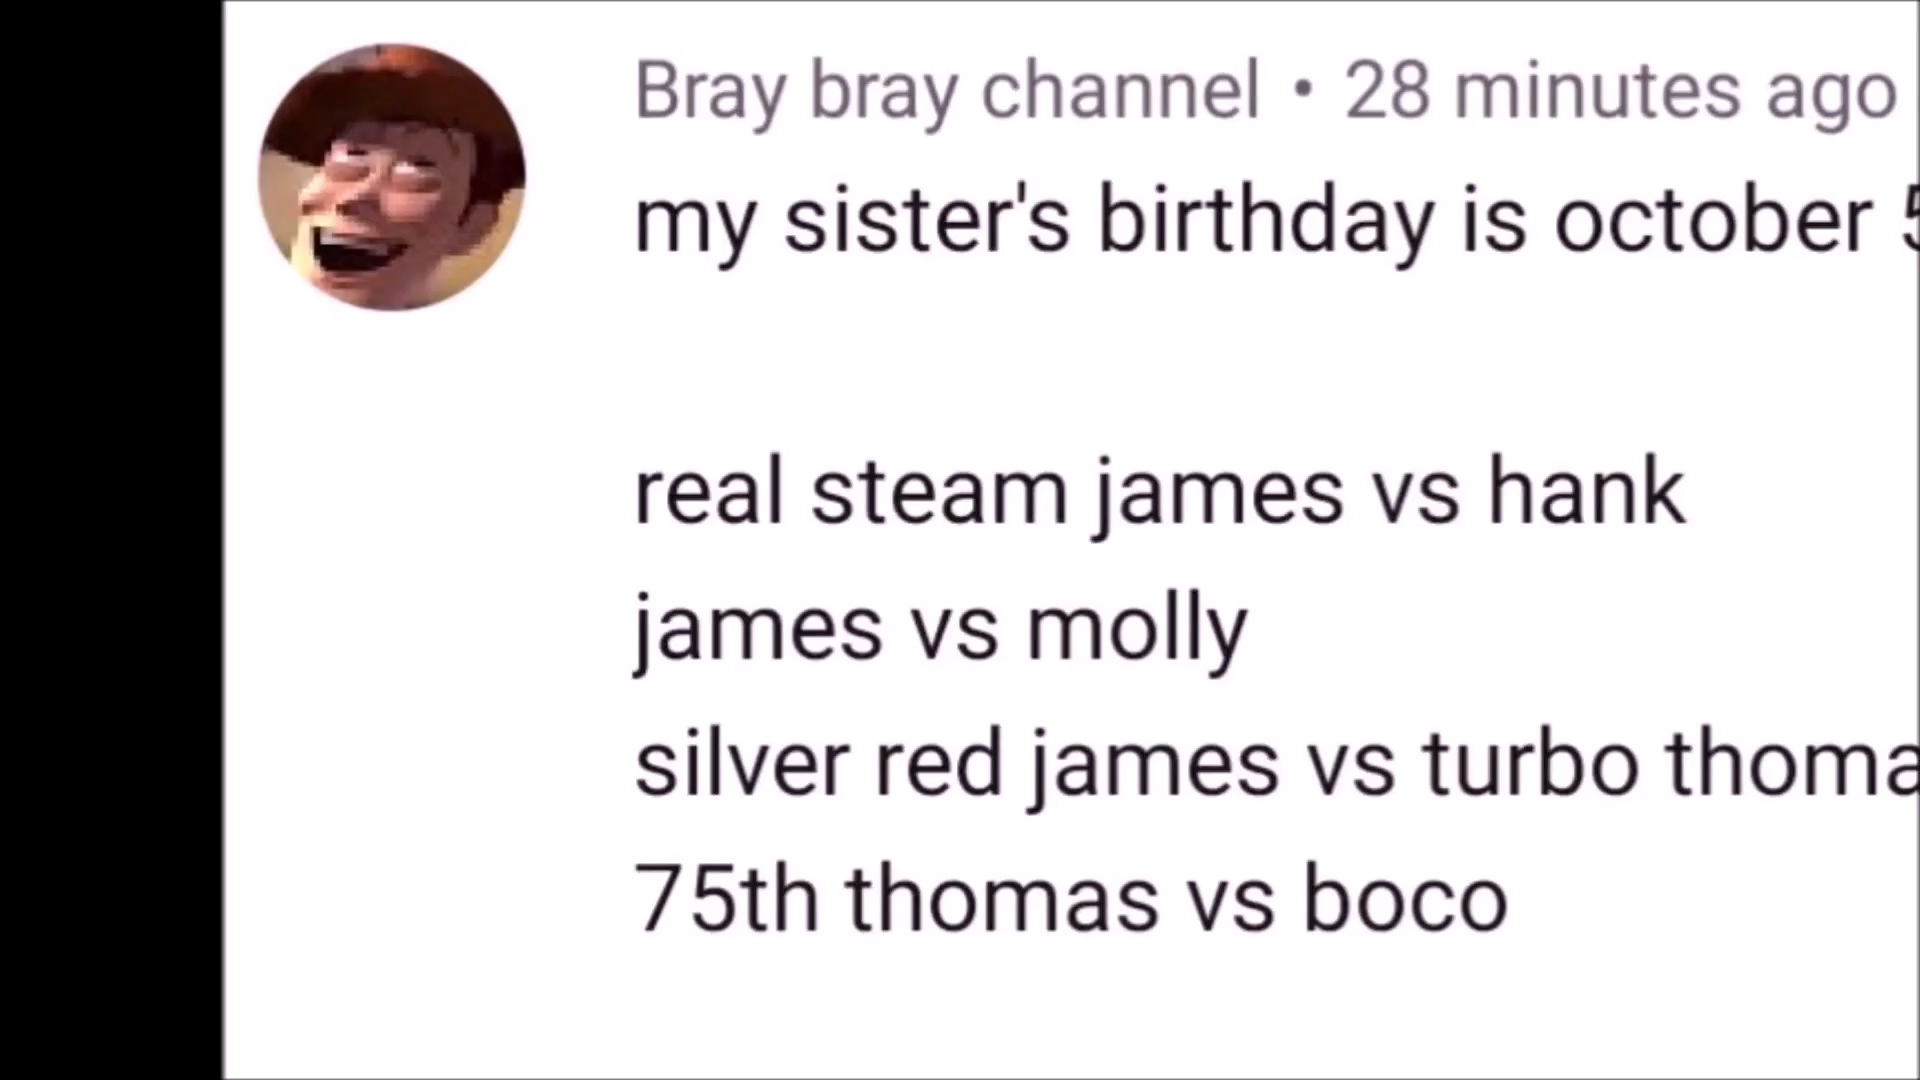 Bray bray channel • 28 minutes ago
my sister's birthday is october
real steam james vs hank
james vs molly
silver red james vs turbo
75th thomas vs boco